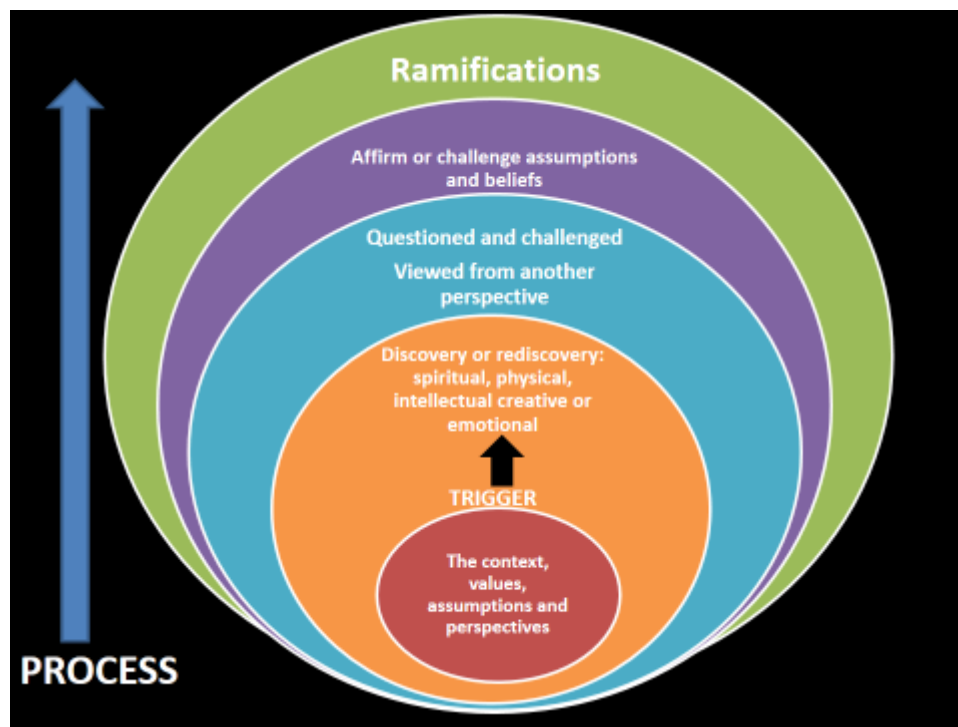 Ramifications
Affirm or challenge assumptions
and beliefs
Questioned and challenged
Viewed from another
perspective
Discovery or rediscovery:
spiritual, physical,
intellectual creative or
emotional
TRIGGER
The context,
values,
assumptions and
perspectives
PROCESS